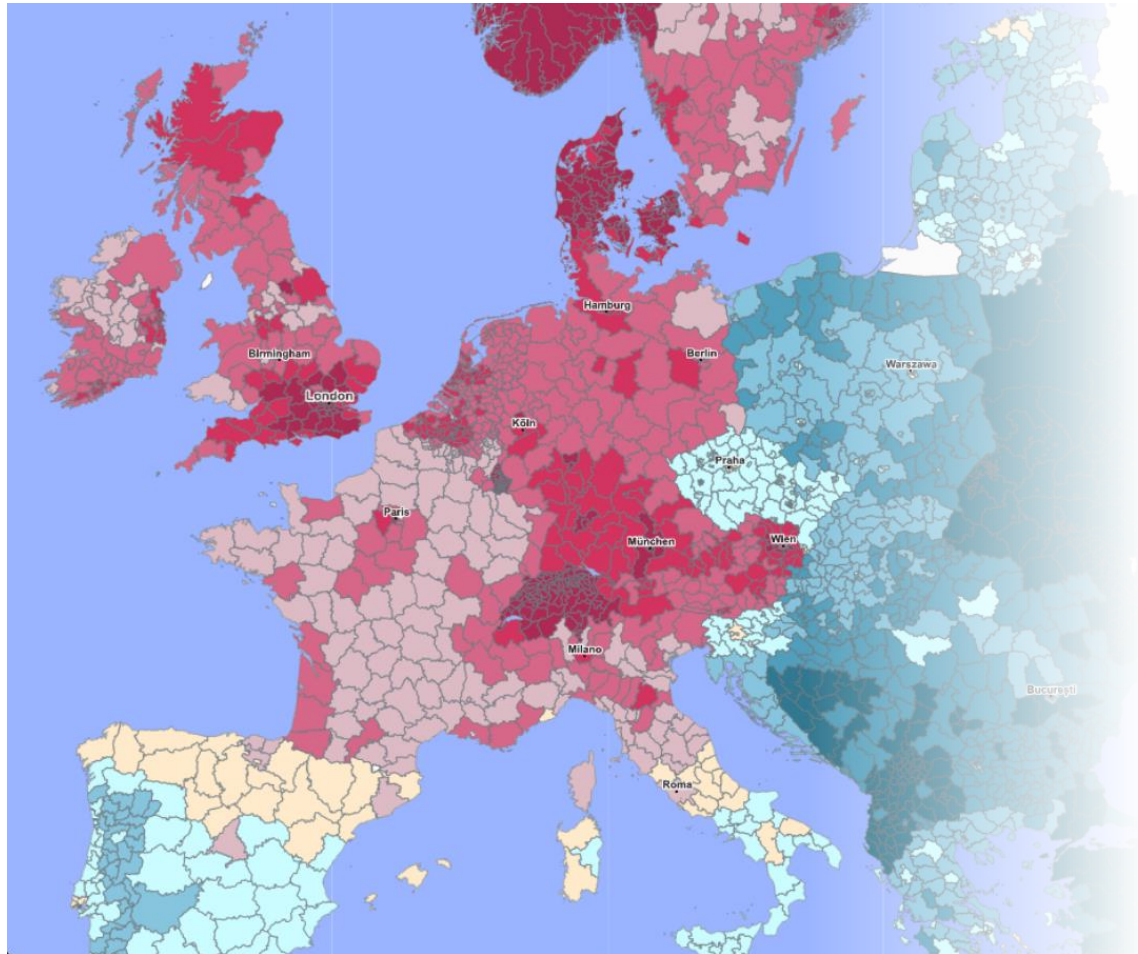 Hamburg
Berlin
Warszawa
Birmingham
London
Köln
Praha
Paris
München
Wien
Milano
București
Roma